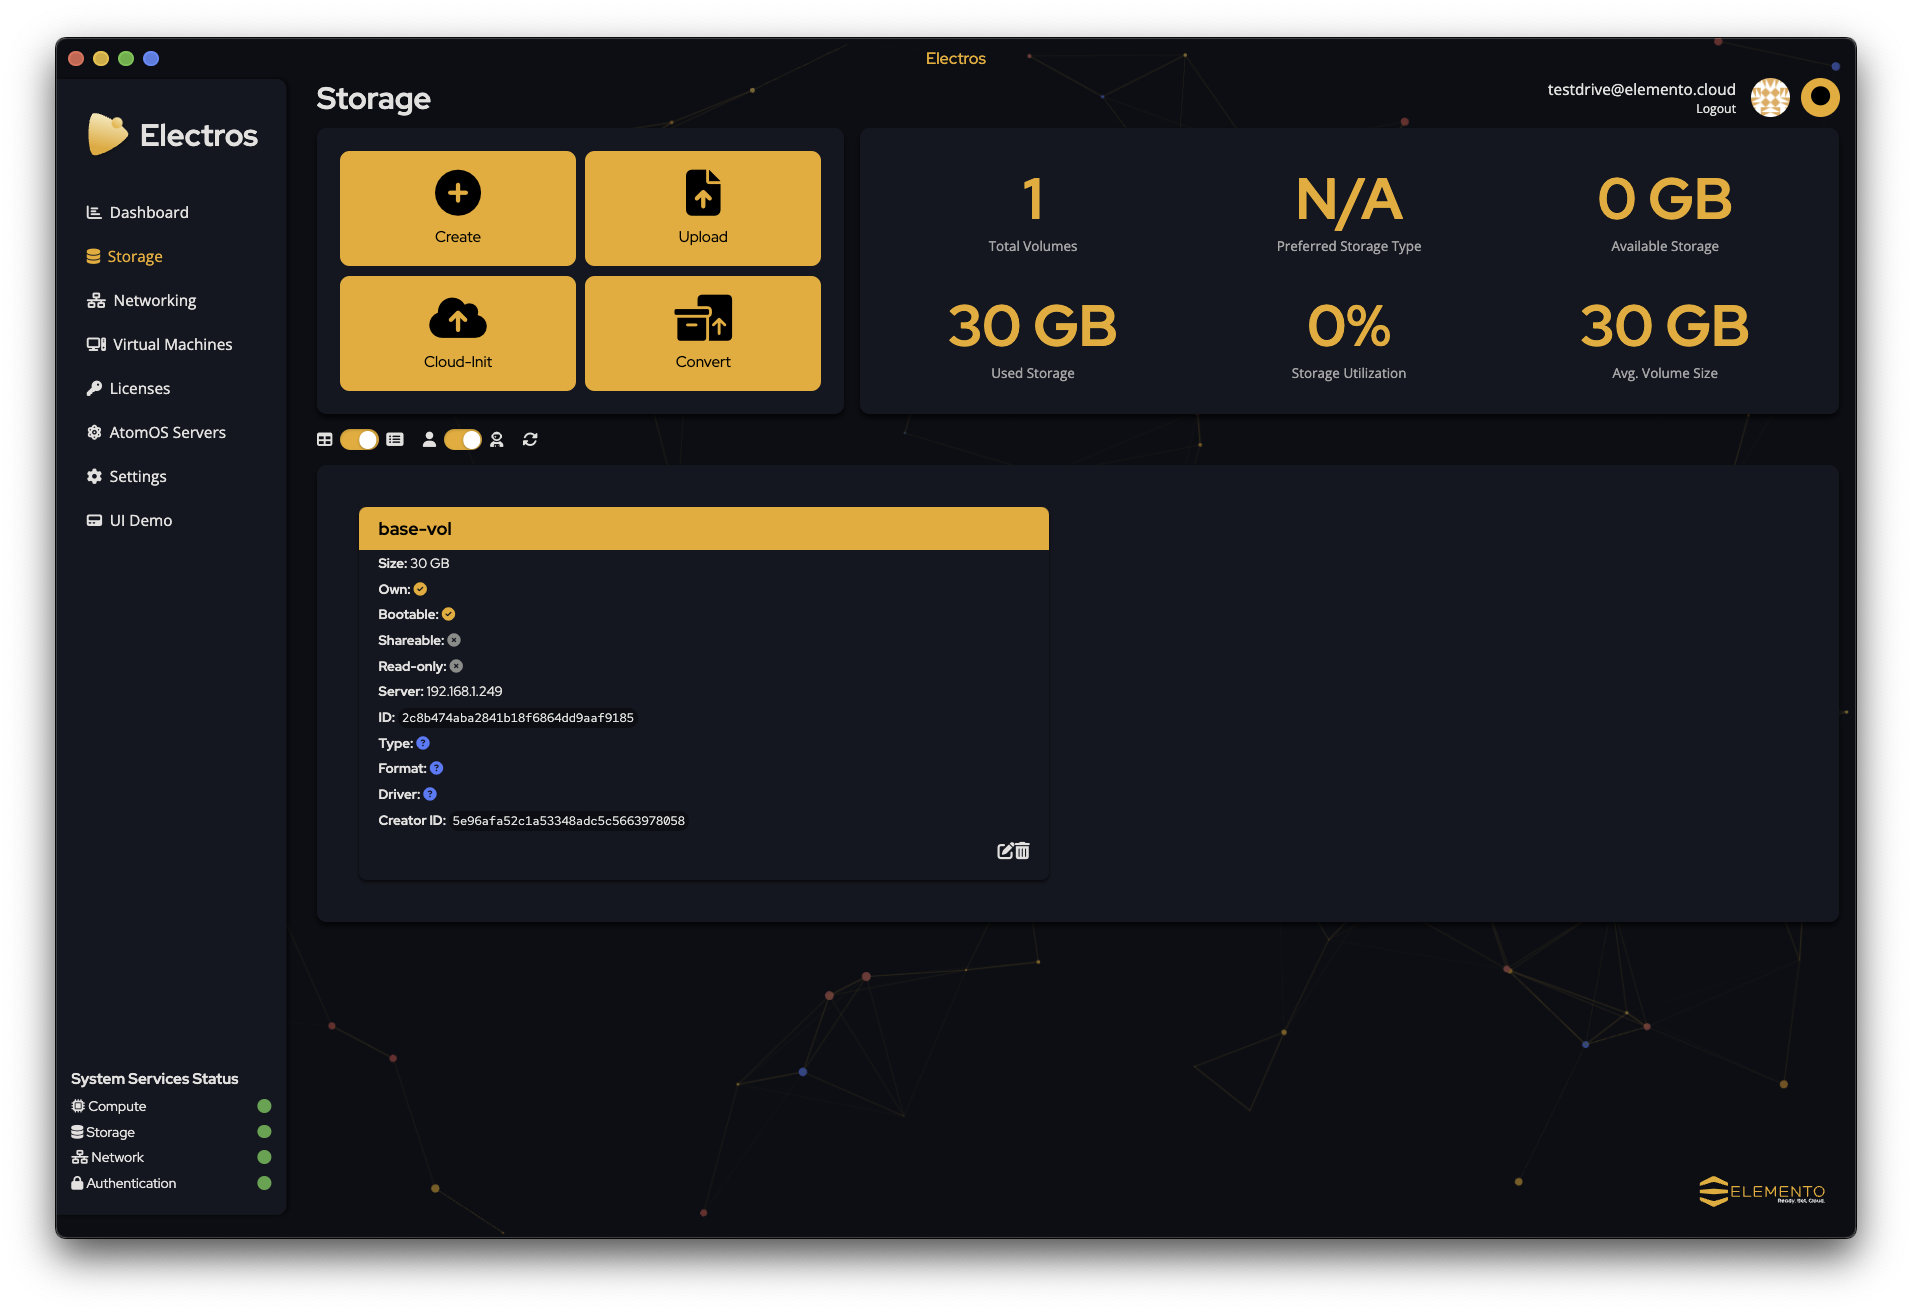 Electros
Electros
Dashboard
Storage
Networking
Virtual Machines
Licenses
AtomOS Servers
Settings
UI Demo
System Services Status
Compute
Storage
Network
Authentication
Storage
testdrive@elemento.cloud
Logout
Create
Upload
Cloud-Init
Convert
1
Total Volumes
N/A
Preferred Storage Type
0 GB
Available Storage
30 GB
Used Storage
0%
Storage Utilization
30 GB
Avg. Volume Size
base-vol
Size: 30 GB
Own:
Bootable:
Shareable:
Read-only:
Server: 192.168.1.249
ID: 2c8b474aba2841b18f6864dd9aaf9185
Type:
Format:
Driver:
Creator ID: 5e96afa52c1a53348adc5c5663978058
ELEMENTO
Ready. Set. Cloud.